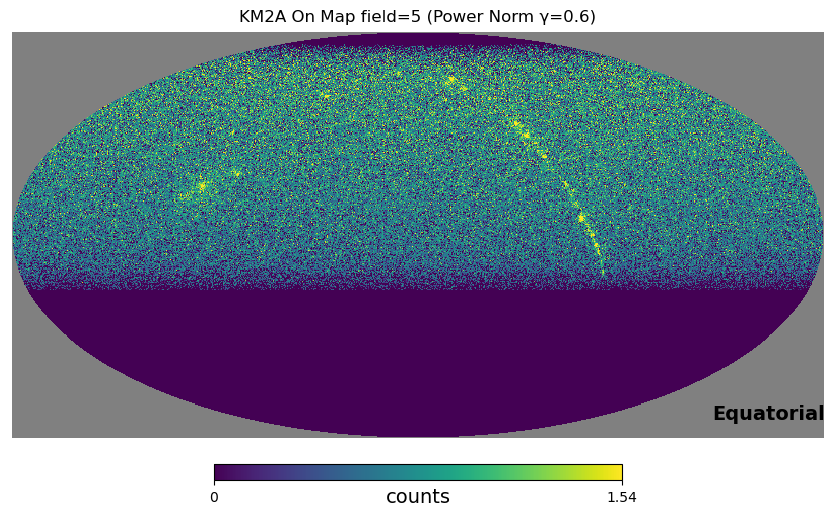 KM2A On Map field=5 (Power Norm γ=0.6)
Equatorial
0 counts 1.54